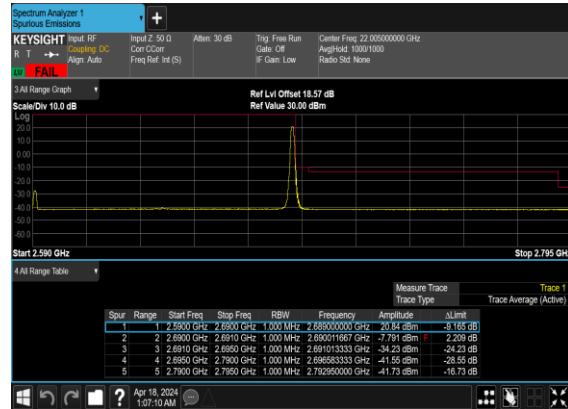 Spectrum Analyzer 1
Spurious Emissions
+
KEYSIGHT Input: RF Input Z: 50 Ω Atten: 30 dB Trig: Free Run Center Freq: 22.005000000 GHz
R T Coupling: DC Corr CCorr Gate: Off Avg|Hold: 1000/1000
Align: Auto Freq Ref: Int (S) IF Gain: Low Radio Std: None
LW FAIL
3 All Range Graph
Ref Lvl Offset 18.57 dB
Scale/Div 10.0 dB Ref Value 30.00 dBm
Log
20.0
10.0
0.00
-10.0
-20.0
-30.0
-40.0
-50.0
-60.0
Start 2.590 GHz Stop 2.795 GHz
4 All Range Table
Measure Trace Trace 1
Trace Type Trace Average (Active)
Spur Range Start Freq Stop Freq RBW Frequency Amplitude ΔLimit
1 1 2.5900 GHz 2.6900 GHz 1.000 MHz 2.689000000 GHz 20.84 dBm -9.165 dB
2 2 2.6900 GHz 2.6910 GHz 1.000 MHz 2.690011667 GHz -7.791 dBm F 2.209 dB
3 3 2.6910 GHz 2.6950 GHz 1.000 MHz 2.691013333 GHz -34.23 dBm -24.23 dB
4 4 2.6950 GHz 2.7900 GHz 1.000 MHz 2.696583333 GHz -41.55 dBm -28.55 dB
5 5 2.7900 GHz 2.7950 GHz 1.000 MHz 2.792950000 GHz -41.73 dBm -16.73 dB
? Apr 18, 2024
1:07:10 AM